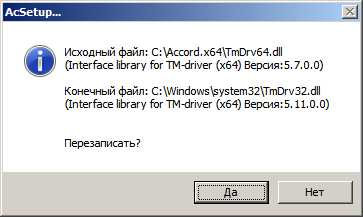 AcSetup...
Исходный файл: C:\Accord.x64\TmDrv64.dll
(Interface library for TM-driver (x64) Версия:5.7.0.0)
Конечный файл: C:\Windows\system32\TmDrv32.dll
(Interface library for TM-driver (x64) Версия:5.11.0.0)
Перезаписать?
Да Нет